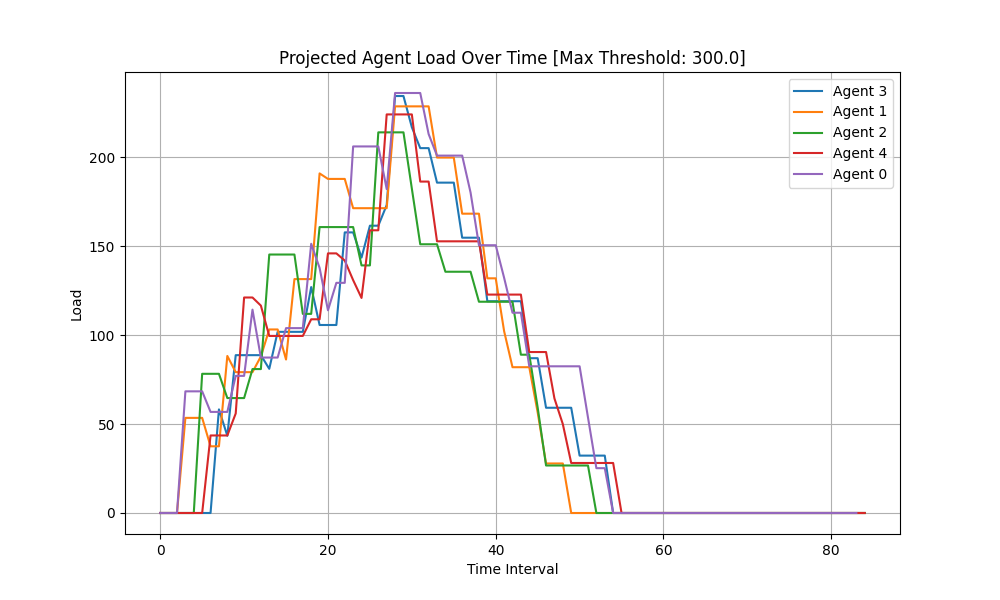 Projected Agent Load Over Time [Max Threshold: 300.0]
Agent 3
Agent 1
Agent 2
Agent 4
Agent 0
200
150
100
50
0
Load
0 20 40 60 80
Time Interval